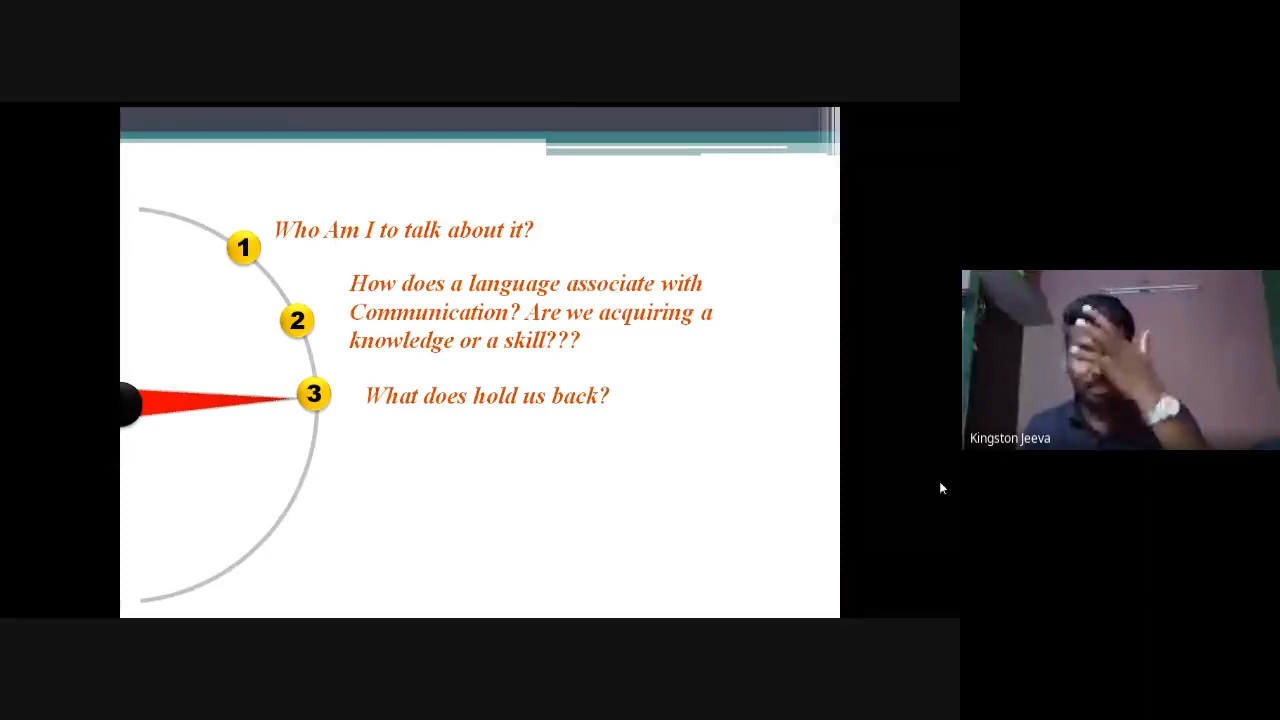 1
Who Am I to talk about it?
2
How does a language associate with
Communication? Are we acquiring a
knowledge or a skill???
3
What does hold us back?
Kingston Jeeva